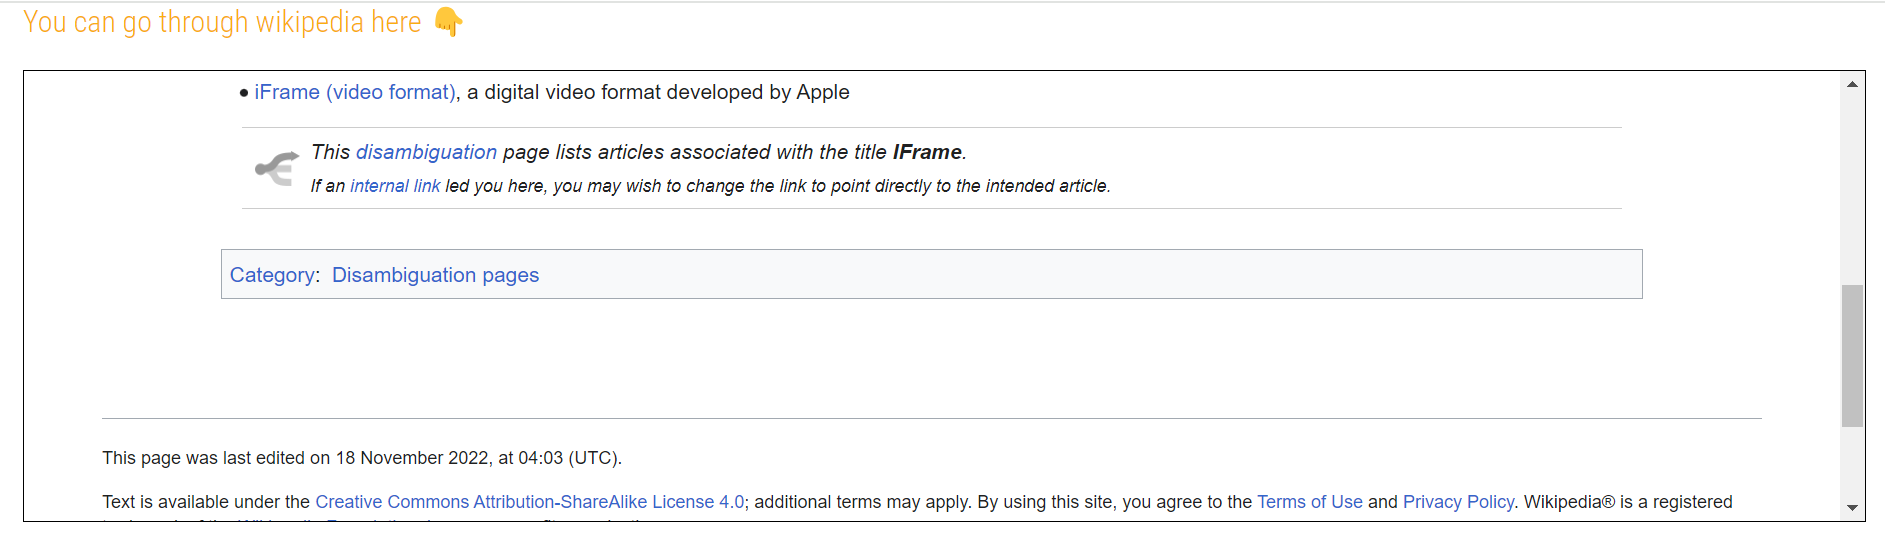 You can go through wikipedia here 👇
• iFrame (video format), a digital video format developed by Apple
This disambiguation page lists articles associated with the title IFrame.
If an internal link led you here, you may wish to change the link to point directly to the intended article.
Category: Disambiguation pages
This page was last edited on 18 November 2022, at 04:03 (UTC).
Text is available under the Creative Commons Attribution-ShareAlike License 4.0; additional terms may apply. By using this site, you agree to the Terms of Use and Privacy Policy. Wikipedia® is a registered